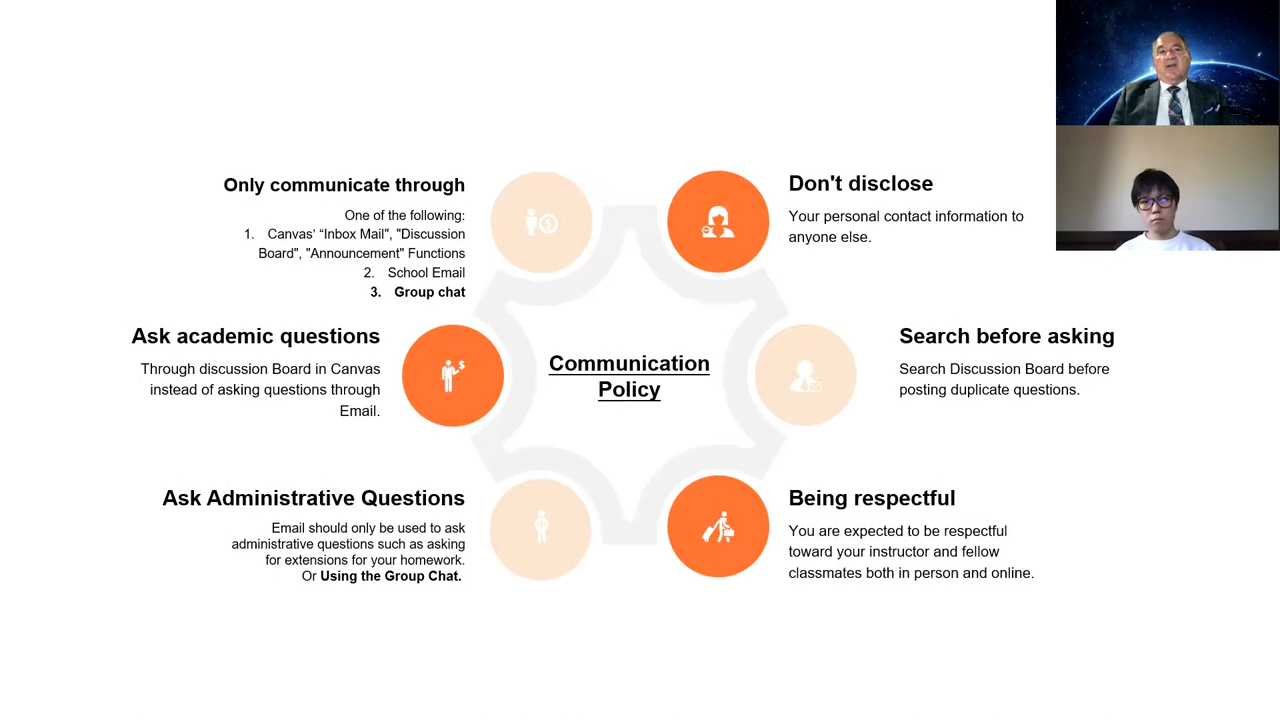 Only communicate through
One of the following:
1. Canvas' “Inbox Mail", "Discussion
Board", "Announcement" Functions
2. School Email
3. Group chat
Don't disclose
Your personal contact information to
anyone else.
Ask academic questions
Through discussion Board in Canvas
instead of asking questions through
Email.
Communication
Policy
Search before asking
Search Discussion Board before
posting duplicate questions.
Ask Administrative Questions
Email should only be used to ask
administrative questions such as asking
for extensions for your homework.
Or Using the Group Chat.
Being respectful
You are expected to be respectful
toward your instructor and fellow
classmates both in person and online.